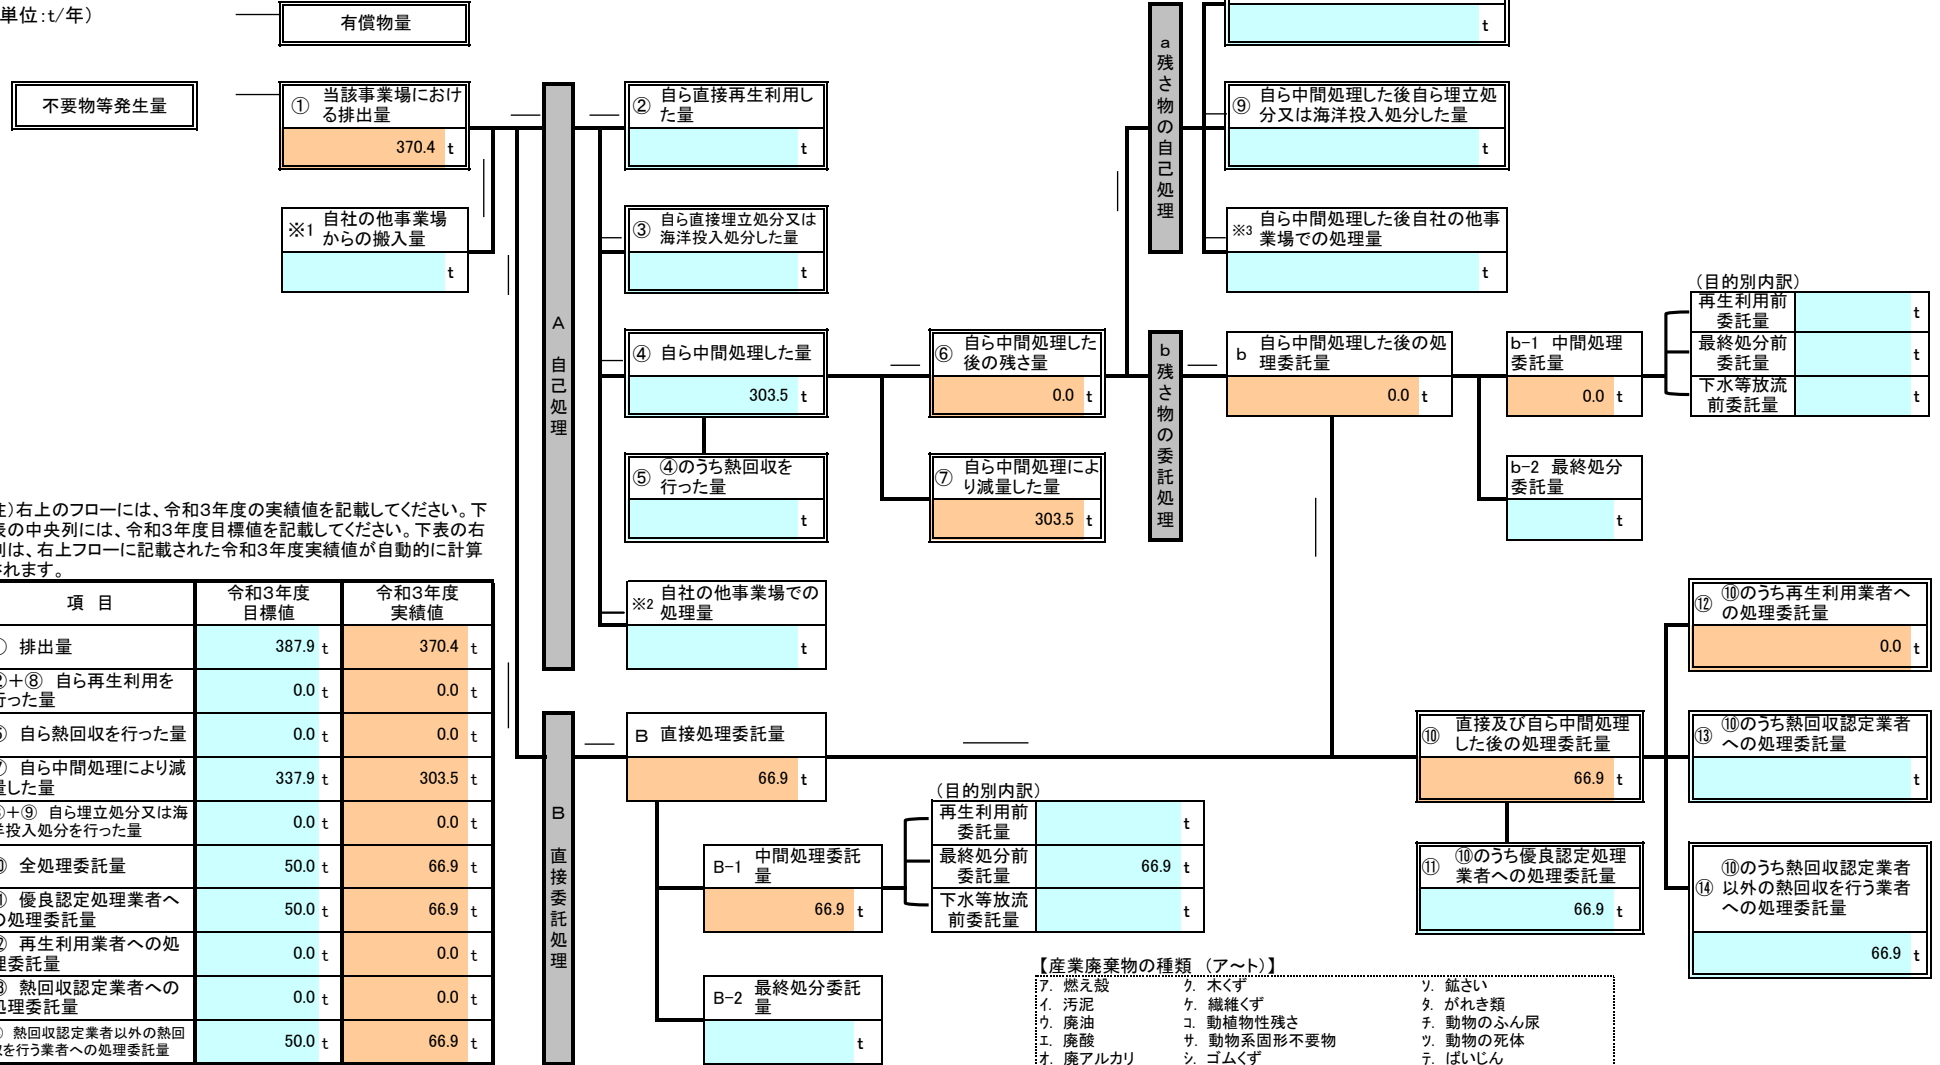 単位:t/年）
有償物量
不要物等発生量
① 当該事業場におけ
る排出量
370.4 t
※1 自社の他事業場
からの搬入量
t
A 自己処理
② 自ら直接再生利用し
た量
t
③ 自ら直接埋立処分又は
海洋投入処分した量
t
④ 自ら中間処理した量
303.5 t
⑤ ④のうち熱回収を
行った量
t
※2 自社の他事業場での
処理量
t
⑥ 自ら中間処理した
後の残さ量
0.0 t
⑦ 自ら中間処理によ
り減量した量
303.5 t
a 残さ物の自己処理
t
⑨ 自ら中間処理した後自ら埋立処
分又は海洋投入処分した量
t
※3 自ら中間処理した後自社の他事
業場での処理量
t
b 残さ物の委託処理
b 自ら中間処理した後の処
理委託量
0.0 t
b-1 中間処理
委託量
0.0 t
b-2 最終処分
委託量
t
（目的別内訳）
再生利用前
委託量
t
最終処分前
委託量
t
下水等放流
前委託量
t
注)右上のフローには、令和3年度の実績値を記載してください。下
表の中央列には、令和3年度目標値を記載してください。下表の右
列は、右上フローに記載された令和3年度実績値が自動的に計算
されます。
項 目
令和3年度
目標値
令和3年度
実績値
① 排出量
387.9 t
370.4 t
②＋⑧ 自ら再生利用を
行った量
0.0 t
0.0 t
⑤ 自ら熱回収を行った量
0.0 t
0.0 t
⑦ 自ら中間処理により減
量した量
337.9 t
303.5 t
③＋⑨ 自ら埋立処分又は海
洋投入処分を行った量
0.0 t
0.0 t
⑩ 全処理委託量
50.0 t
66.9 t
⑪ 優良認定処理業者へ
の処理委託量
50.0 t
66.9 t
⑫ 再生利用業者への処
理委託量
0.0 t
0.0 t
⑬ 熱回収認定業者への
処理委託量
0.0 t
0.0 t
⑭ 熱回収認定業者以外の熱回
収を行う業者への処理委託量
50.0 t
66.9 t
B 直接委託処理
B 直接処理委託量
66.9 t
B-1 中間処理委託
量
66.9 t
B-2 最終処分委託
量
t
（目的別内訳）
再生利用前
委託量
t
最終処分前
委託量
66.9 t
下水等放流
前委託量
t
⑩ 直接及び自ら中間処理
した後の処理委託量
66.9 t
⑪ ⑩のうち優良認定処理
業者への処理委託量
66.9 t
⑫ ⑩のうち再生利用業者へ
の処理委託量
0.0 t
⑬ ⑩のうち熱回収認定業者
への処理委託量
t
⑭ ⑩のうち熱回収認定業者
以外の熱回収を行う業者
への処理委託量
66.9 t
【産業廃棄物の種類 （ア～ト）】
ア. 燃え殻 ク. 木くず ソ. 鉱さい
イ. 汚泥 ケ. 繊維くず タ. がれき類
ウ. 廃油 コ. 動植物性残さ チ. 動物のふん尿
エ. 廃酸 サ. 動物系固形不要物 ツ. 動物の死体
オ. 廃アルカリ シ. ゴムくず テ. ばいじん